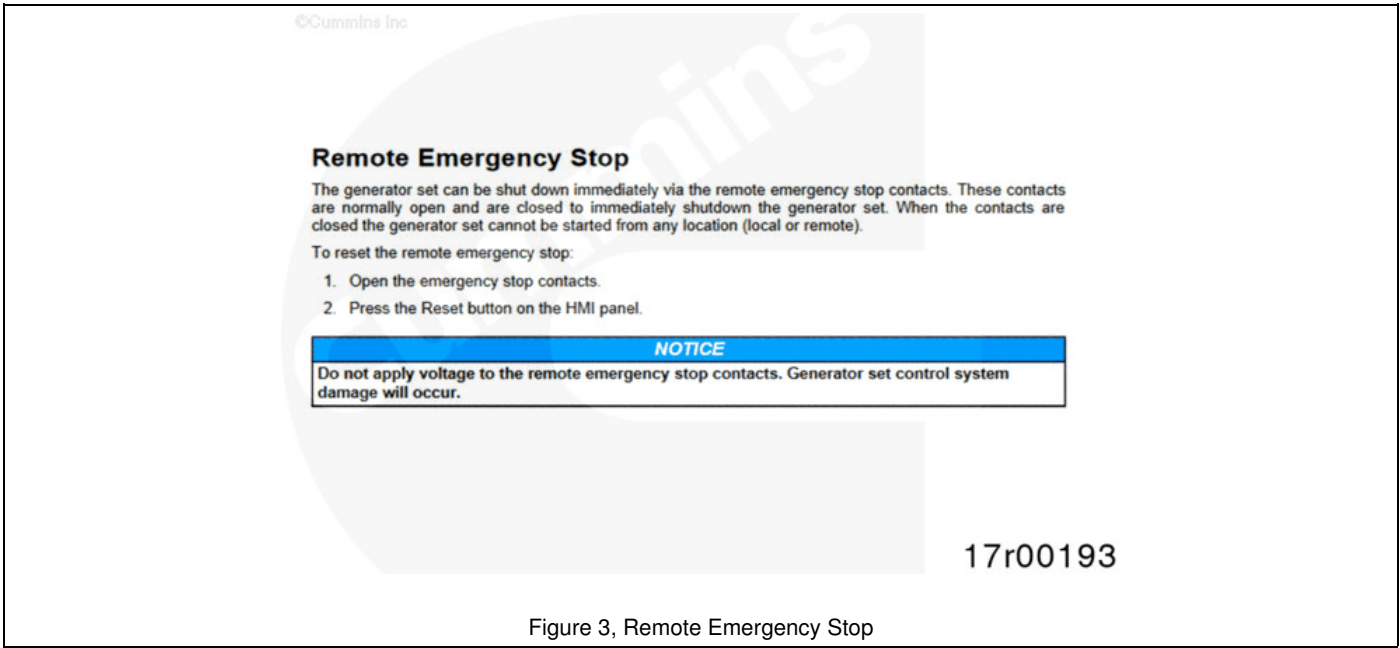 ©Cummins Inc
Cummins
Remote Emergency Stop
The generator set can be shut down immediately via the remote emergency stop contacts. These contacts
are normally open and are closed to immediately shutdown the generator set. When the contacts are
closed the generator set cannot be started from any location (local or remote).
To reset the remote emergency stop:
1. Open the emergency stop contacts.
2. Press the Reset button on the HMI panel.
NOTICE
Do not apply voltage to the remote emergency stop contacts. Generator set control system
damage will occur.
17r00193
Figure 3, Remote Emergency Stop